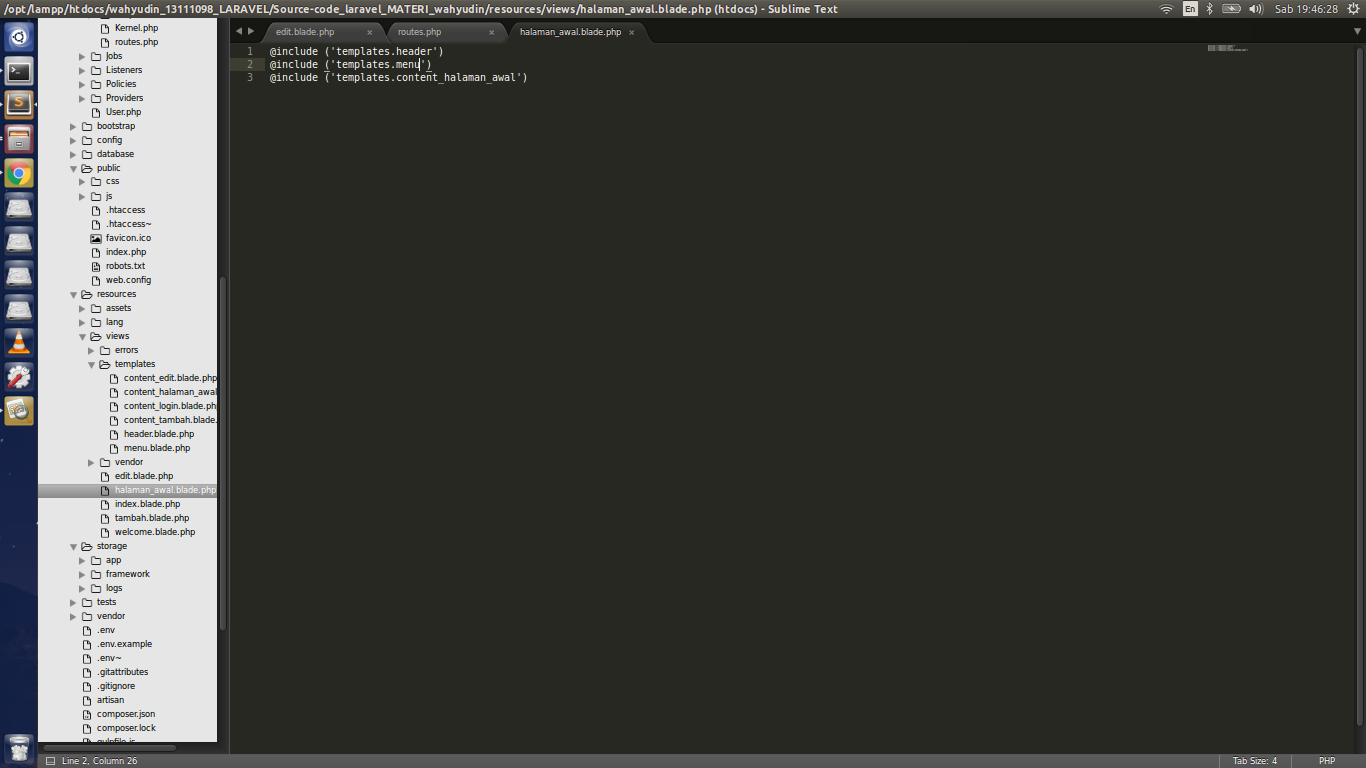 /opt/lampp/htdocs/wahyudin_13111098_LARAVEL/Source-code_laravel_MATERI_wahyudin/resources/views/halaman_awal.blade.php (htdocs) - Sublime Text
En
Sab 19:46:28
Kernel.php
routes.php
Jobs
Listeners
Policies
Providers
User.php
bootstrap
config
database
public
css
js
.htaccess
.htaccess~
favicon.ico
index.php
robots.txt
web.config
resources
assets
lang
views
errors
templates
content_edit.blade.php
content_halaman_awal
content_login.blade.ph
content_tambah.blade.
header.blade.php
menu.blade.php
vendor
edit.blade.php
halaman_awal.blade.php
index.blade.php
tambah.blade.php
welcome.blade.php
storage
app
framework
logs
tests
vendor
.env
.env.example
.env~
.gitattributes
.gitignore
artisan
composer.json
composer.lock
gulpfile.js
edit.blade.php
routes.php
halaman_awal.blade.php
1 @include ('templates.header')
2 @include ('templates.menu')
3 @include ('templates.content_halaman_awal')
Line 2, Column 26
Tab Size: 4
PHP